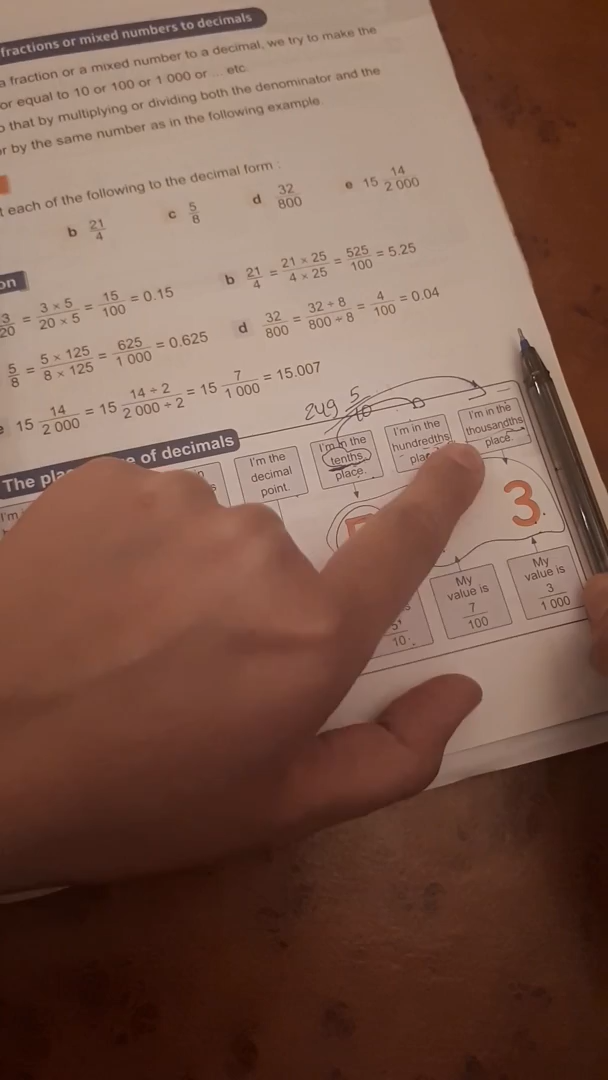 fractions or mixed numbers to decimals
a fraction or a mixed number to a decimal, we try to make the
or equal to 10 or 100 or 1 000 or ... etc
that by multiplying or dividing both the denominator and the
r by the same number as in the following example
each of the following to the decimal form :
b 21/4 c 5/8 d 32/800 e 15 14/2 000
on
3/20 = 3 × 5/20 × 5 = 15/100 = 0.15 b 21/4 = 21 × 25/4 × 25 = 525/100 = 5.25
5/8 = 5 × 125/8 × 125 = 625/1 000 = 0.625 d 32/800 = 32 ÷ 8/800 ÷ 8 = 4/100 = 0.04
e 15 14/2 000 = 15 14 ÷ 2/2 000 ÷ 2 = 15 7/1 000 = 15.007
249 5/10
The of decimals
I'm
I'm the
decimal
point.
I'm in the
tenths
place.
I'm in the
hundredths
I'm in the
thousandths
place.
3
10
My
value is
7/100
My
value is
3/1 000